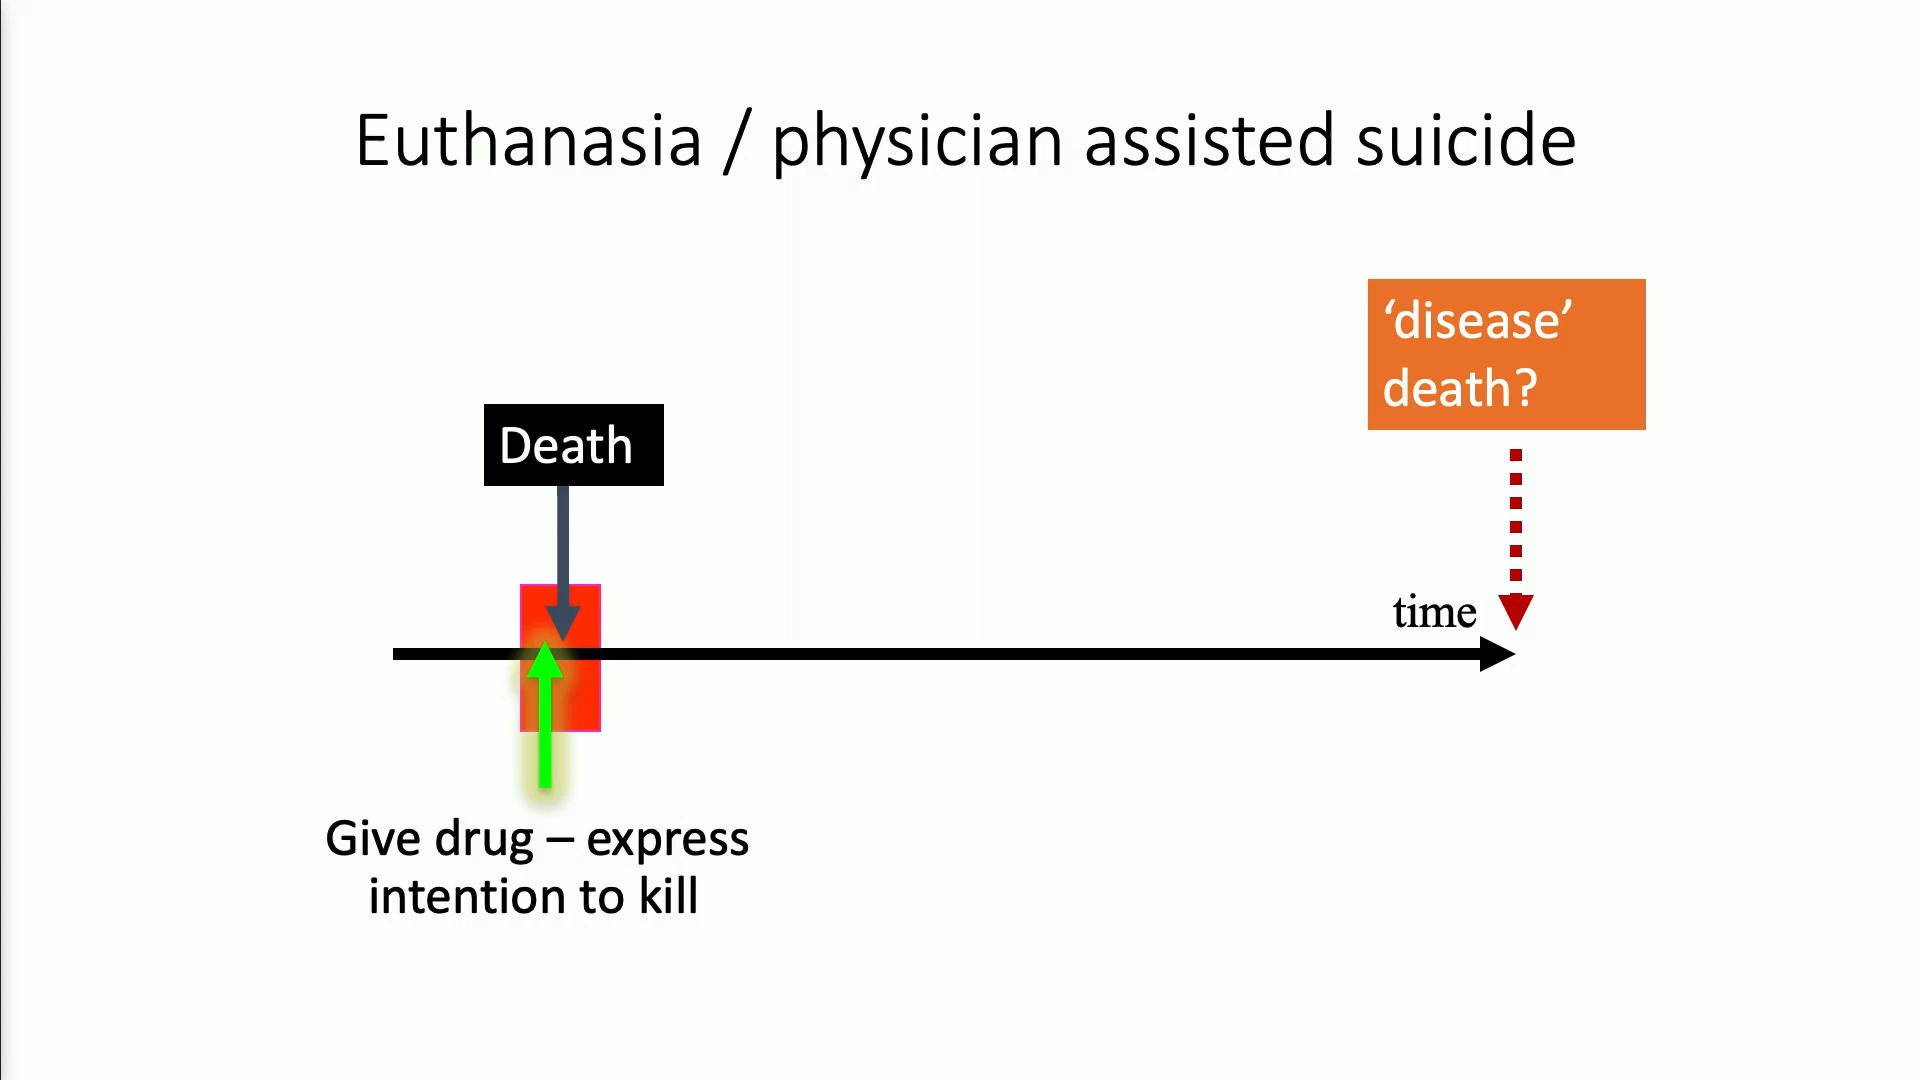 Euthanasia / physician assisted suicide
‘disease’
death?
Death
time
Give drug – express
intention to kill